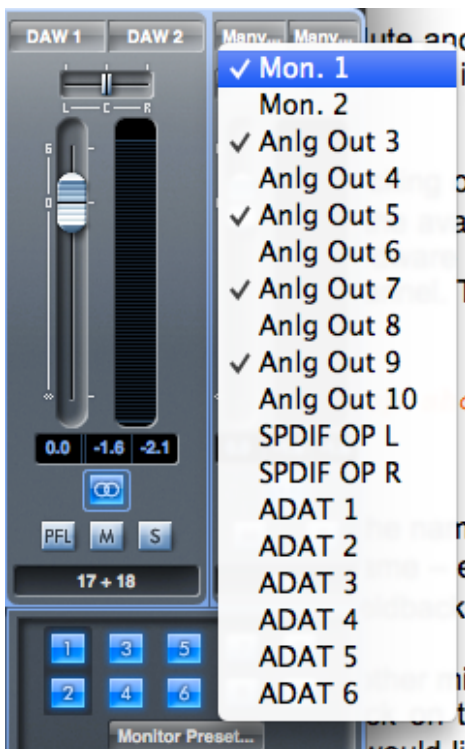 DAW 1 DAW 2 Many... Many...
L C R
6
0
∞
0.0 -1.6 -2.1
PFL M S
17 + 18
1 3 5
2 4 6
Monitor Preset...
✓ Mon. 1
Mon. 2
✓ Anlg Out 3
Anlg Out 4
✓ Anlg Out 5
Anlg Out 6
✓ Anlg Out 7
Anlg Out 8
✓ Anlg Out 9
Anlg Out 10
SPDIF OP L
SPDIF OP R
ADAT 1
ADAT 2
ADAT 3
ADAT 4
ADAT 5
ADAT 6